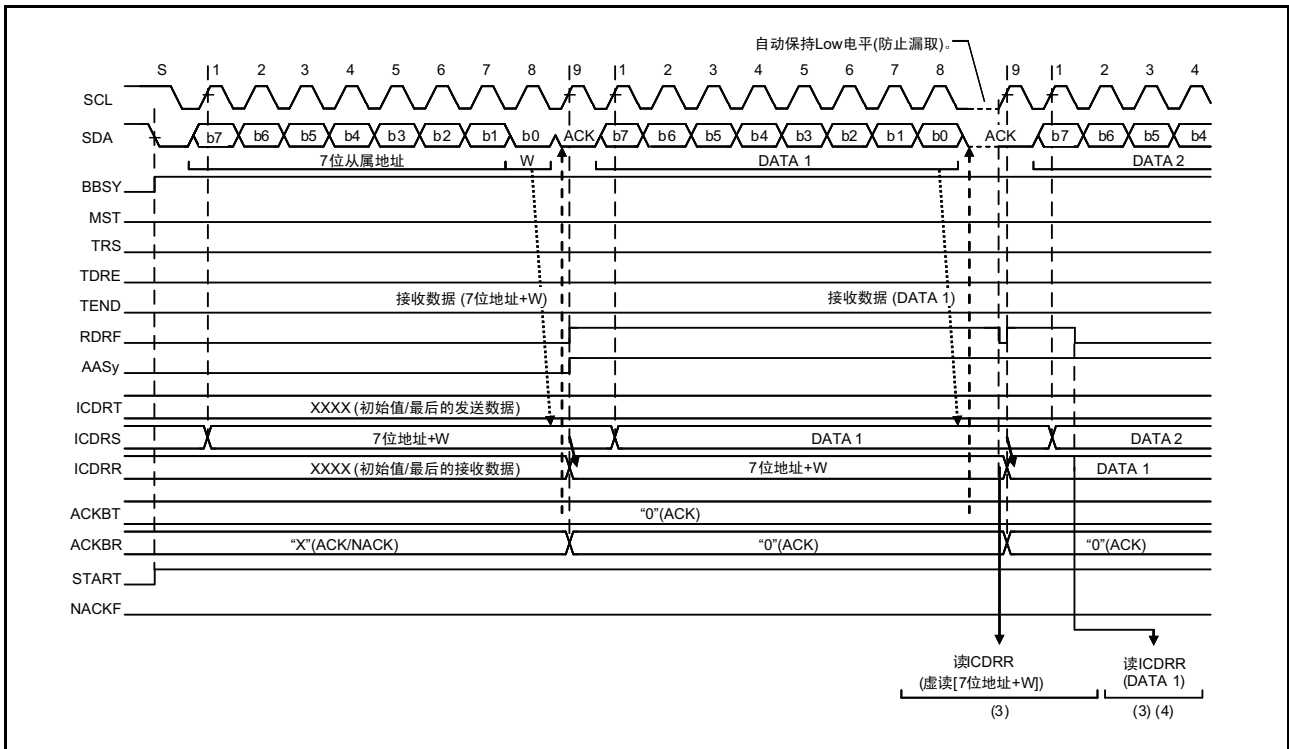 自动保持Low电平(防止漏取)。
S 1 2 3 4 5 6 7 8 9 1 2 3 4 5 6 7 8 9 1 2 3 4
SCL
SDA b7 b6 b5 b4 b3 b2 b1 b0 ACK b7 b6 b5 b4 b3 b2 b1 b0 ACK b7 b6 b5 b4
7位从属地址 W DATA 1 DATA 2
BBSY
MST
TRS
TDRE
TEND
接收数据 (7位地址+W) 接收数据 (DATA 1)
RDRF
AASy
ICDRT XXXX (初始值/最后的发送数据)
ICDRS 7位地址+W DATA 1 DATA 2
ICDRR XXXX (初始值/最后的接收数据) 7位地址+W DATA 1
ACKBT “0”(ACK)
ACKBR “X”(ACK/NACK) “0”(ACK) “0”(ACK)
START
NACKF
读ICDRR 读ICDRR
(虚读[7位地址+W]) (DATA 1)
(3) (3) (4)